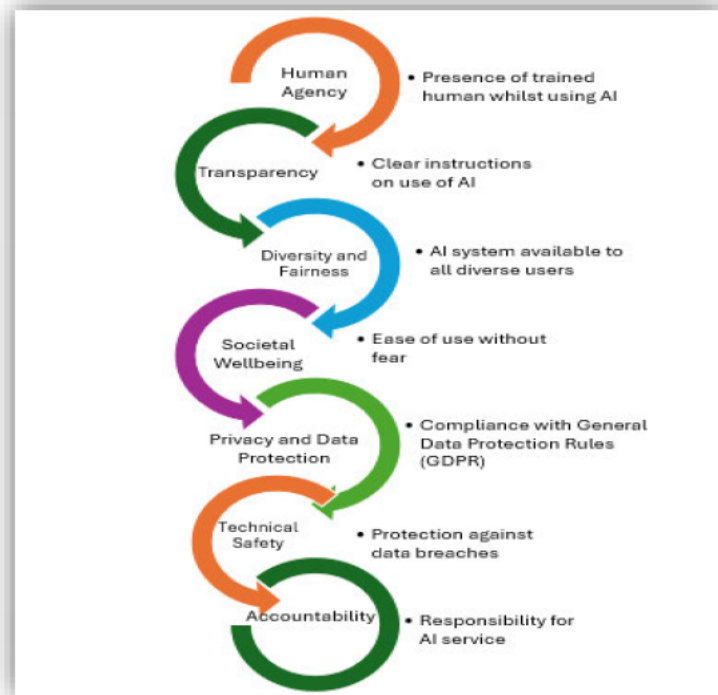 Human
Agency
• Presence of trained
human whilst using AI
Transparency
• Clear instructions
on use of AI
Diversity and
Fairness
• AI system available to
all diverse users
Societal
Wellbeing
• Ease of use without
fear
Privacy and Data
Protection
• Compliance with General
Data Protection Rules
(GDPR)
Technical
Safety
• Protection against
data breaches
Accountability
• Responsibility for
AI service